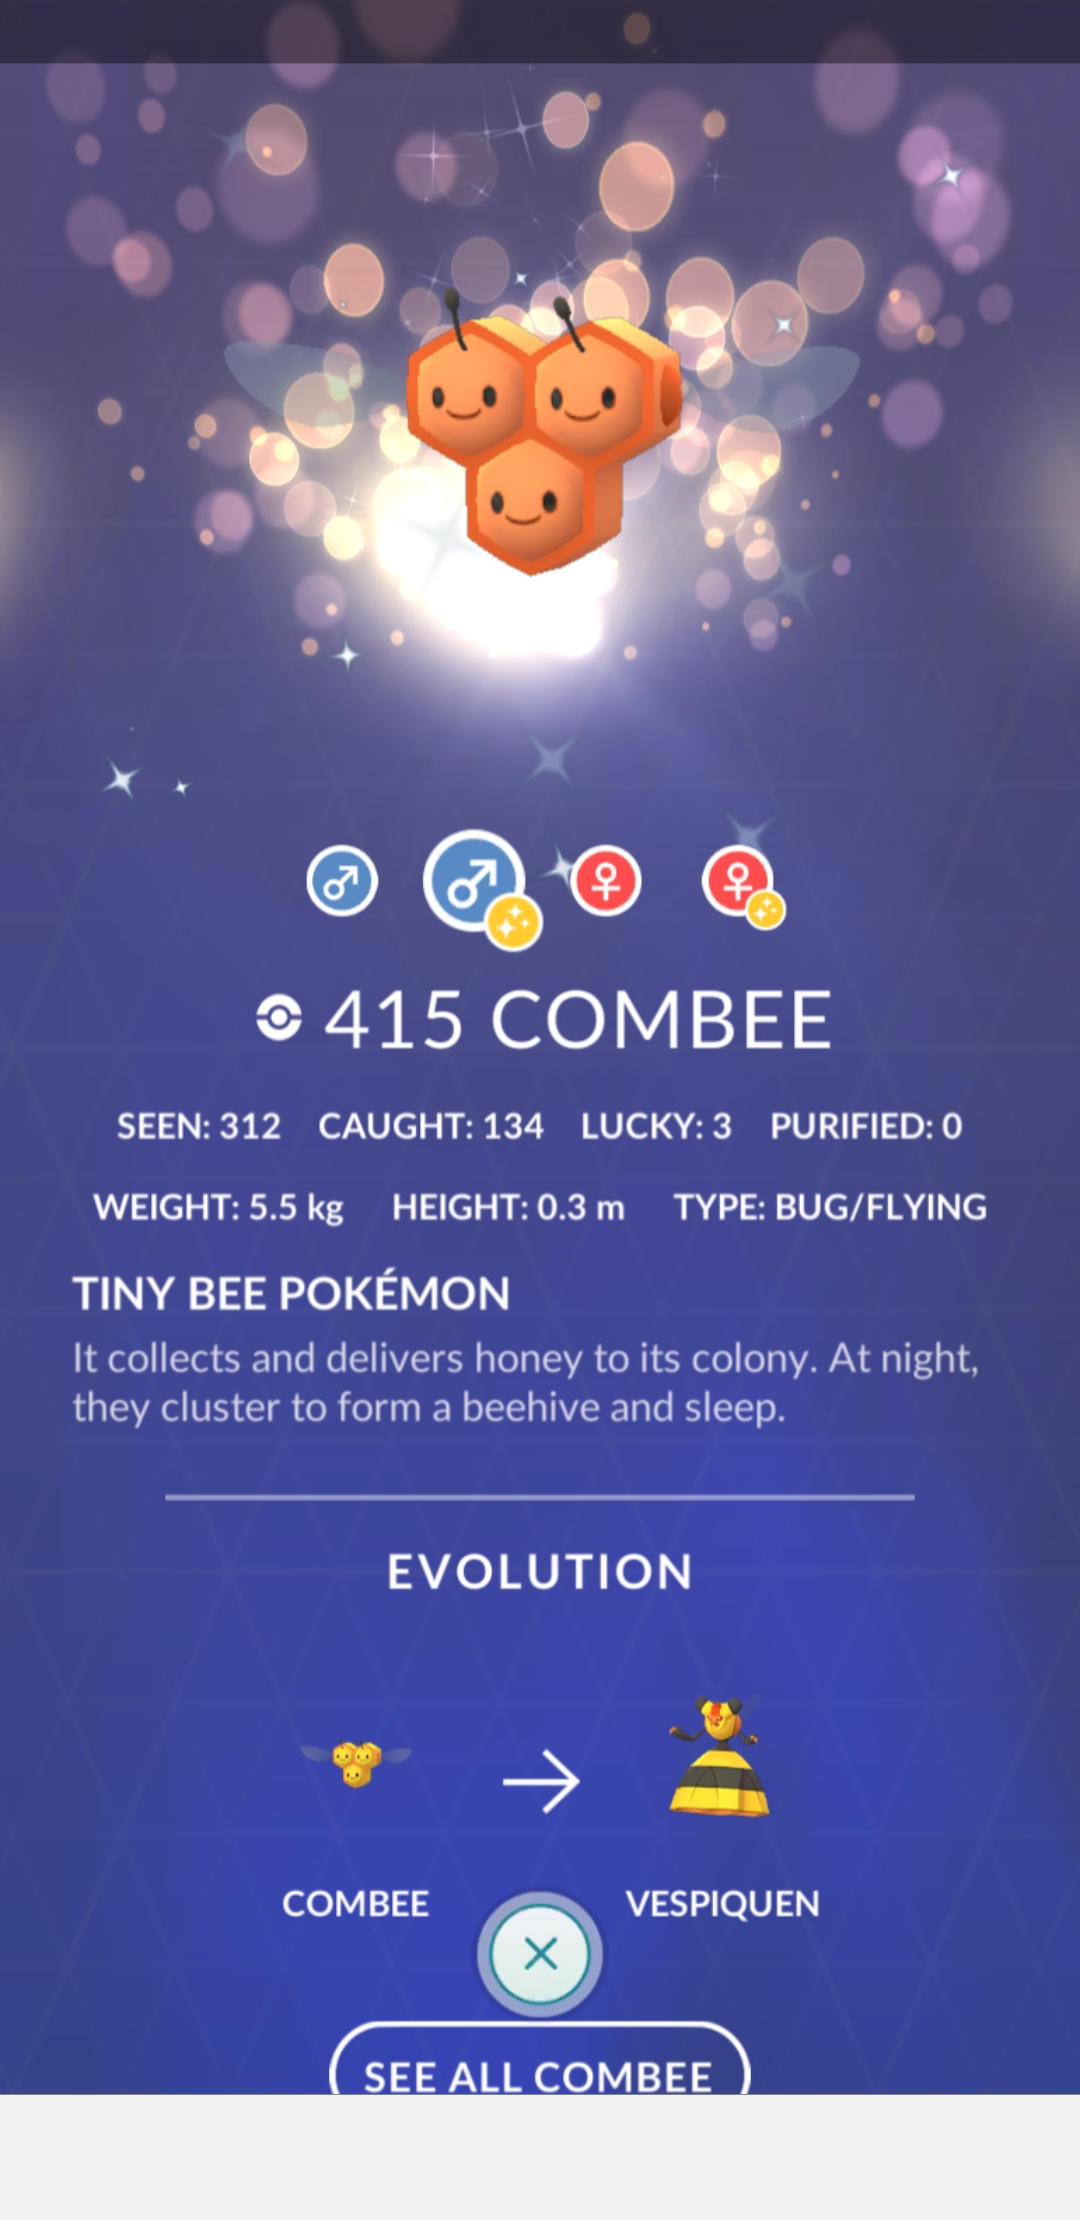 415 COMBEE
SEEN: 312 CAUGHT: 134 LUCKY: 3 PURIFIED: 0
WEIGHT: 5.5 kg HEIGHT: 0.3 m TYPE: BUG/FLYING
TINY BEE POKÉMON
It collects and delivers honey to its colony. At night,
they cluster to form a beehive and sleep.
EVOLUTION
COMBEE VESPIQUEN
SEE ALL COMBEE